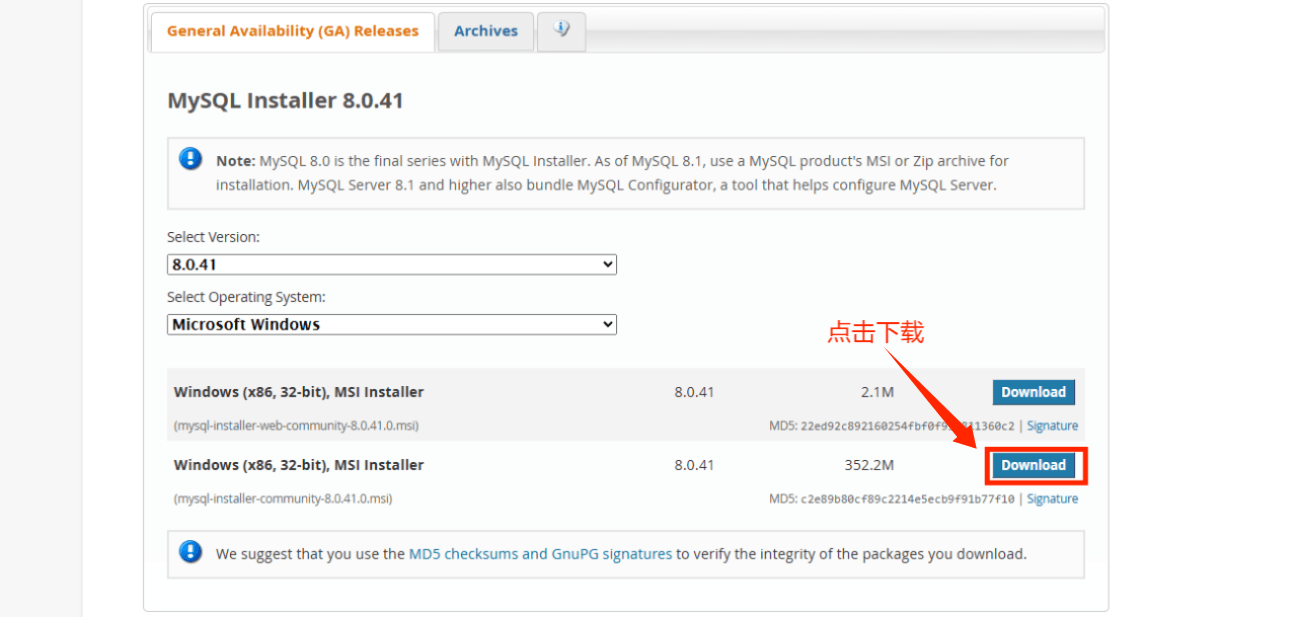 General Availability (GA) Releases
Archives
MySQL Installer 8.0.41
Note: MySQL 8.0 is the final series with MySQL Installer. As of MySQL 8.1, use a MySQL product's MSI or Zip archive for
installation. MySQL Server 8.1 and higher also bundle MySQL Configurator, a tool that helps configure MySQL Server.
Select Version:
8.0.41
Select Operating System:
Microsoft Windows
点击下载
Windows (x86, 32-bit), MSI Installer 8.0.41 2.1M Download
(mysql-installer-web-community-8.0.41.0.msi) MD5: | Signature
Windows (x86, 32-bit), MSI Installer 8.0.41 352.2M Download
(mysql-installer-community-8.0.41.0.msi) MD5: c2e89b80cf89c2214e5ecb9f91b77f10 | Signature
We suggest that you use the MD5 checksums and GnuPG signatures to verify the integrity of the packages you download.